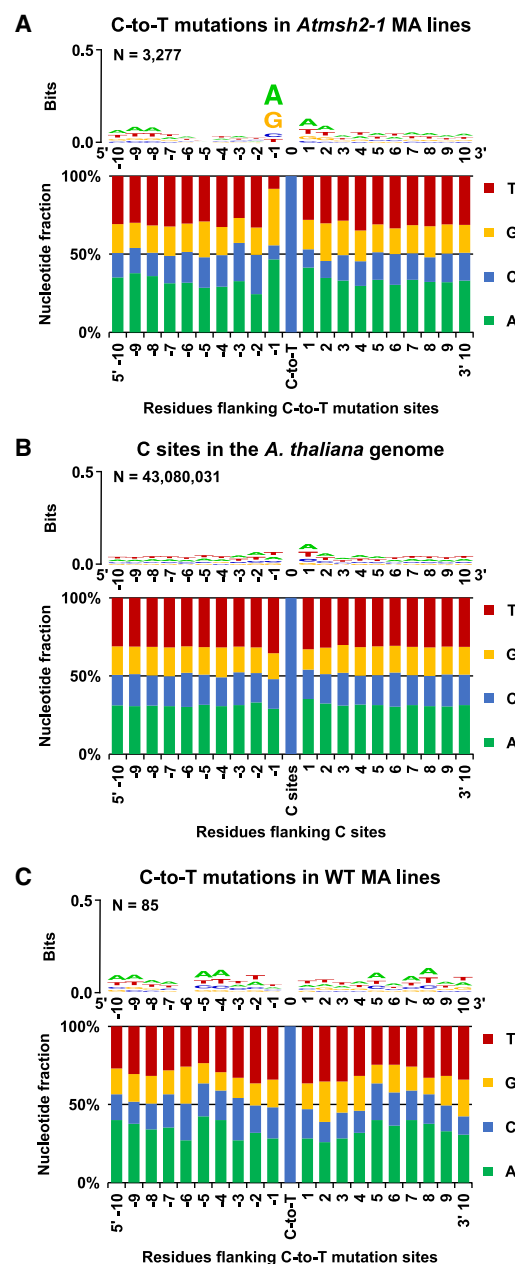 A C-to-T mutations in Atmsh2-1 MA lines
0.5
N = 3,277
Bits
A
G
0.0
5' -10 -9 -8 -7 -6 -5 -4 -3 -2 -1 0 1 2 3 4 5 6 7 8 9 10 3'
100%
Nucleotide fraction
T
G
50%
C
A
0%
5' -10 -9 -8 -7 -6 -5 -4 -3 -2 -1 C-to-T 1 2 3 4 5 6 7 8 9 3' 10
Residues flanking C-to-T mutation sites
B C sites in the A. thaliana genome
0.5
N = 43,080,031
Bits
0.0
5' -10 -9 -8 -7 -6 -5 -4 -3 -2 -1 0 1 2 3 4 5 6 7 8 9 10 3'
100%
Nucleotide fraction
T
G
50%
C
A
0%
5' -10 -9 -8 -7 -6 -5 -4 -3 -2 -1 C sites 1 2 3 4 5 6 7 8 9 3' 10
Residues flanking C sites
C C-to-T mutations in WT MA lines
0.5
N = 85
Bits
0.0
5' -10 -9 -8 -7 -6 -5 -4 -3 -2 -1 0 1 2 3 4 5 6 7 8 9 10 3'
100%
Nucleotide fraction
T
G
50%
C
A
0%
5' -10 -9 -8 -7 -6 -5 -4 -3 -2 -1 C-to-T 1 2 3 4 5 6 7 8 9 3' 10
Residues flanking C-to-T mutation sites